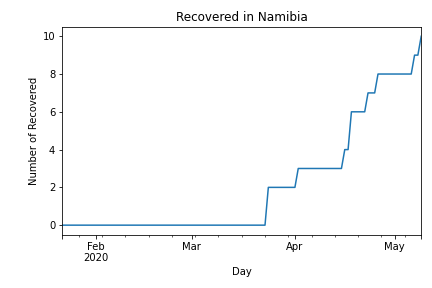 Recovered in Namibia
10
8
6
4
2
0
Number of Recovered
Feb
2020
Mar
Apr
May
Day